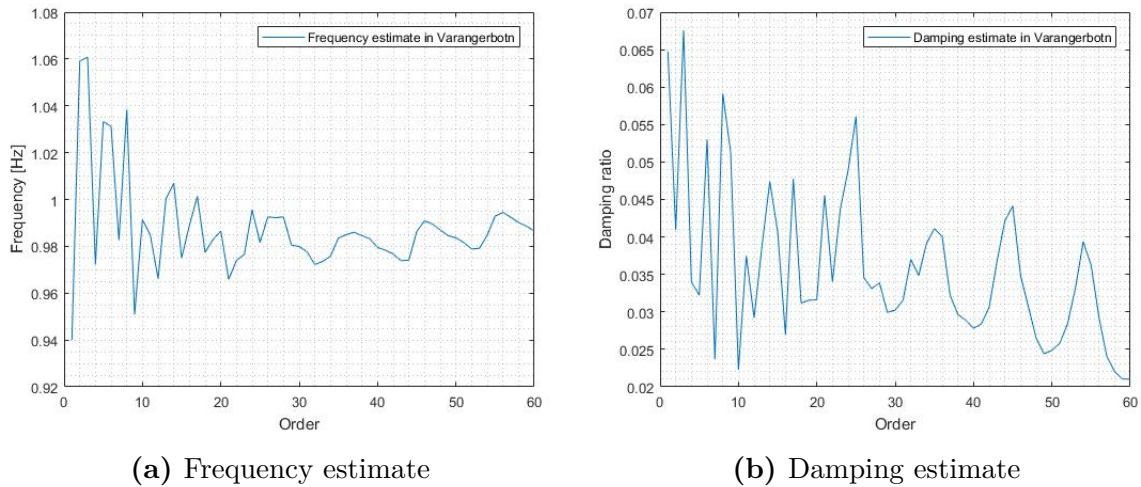 1.08
1.06
1.04
1.02
1
0.98
0.96
0.94
0.92
Frequency [Hz]
Frequency estimate in Varangerbotn
0 10 20 30 40 50 60
Order
(a) Frequency estimate
0.07
0.065
0.06
0.055
0.05
0.045
0.04
0.035
0.03
0.025
0.02
Damping ratio
Damping estimate in Varangerbotn
0 10 20 30 40 50 60
Order
(b) Damping estimate